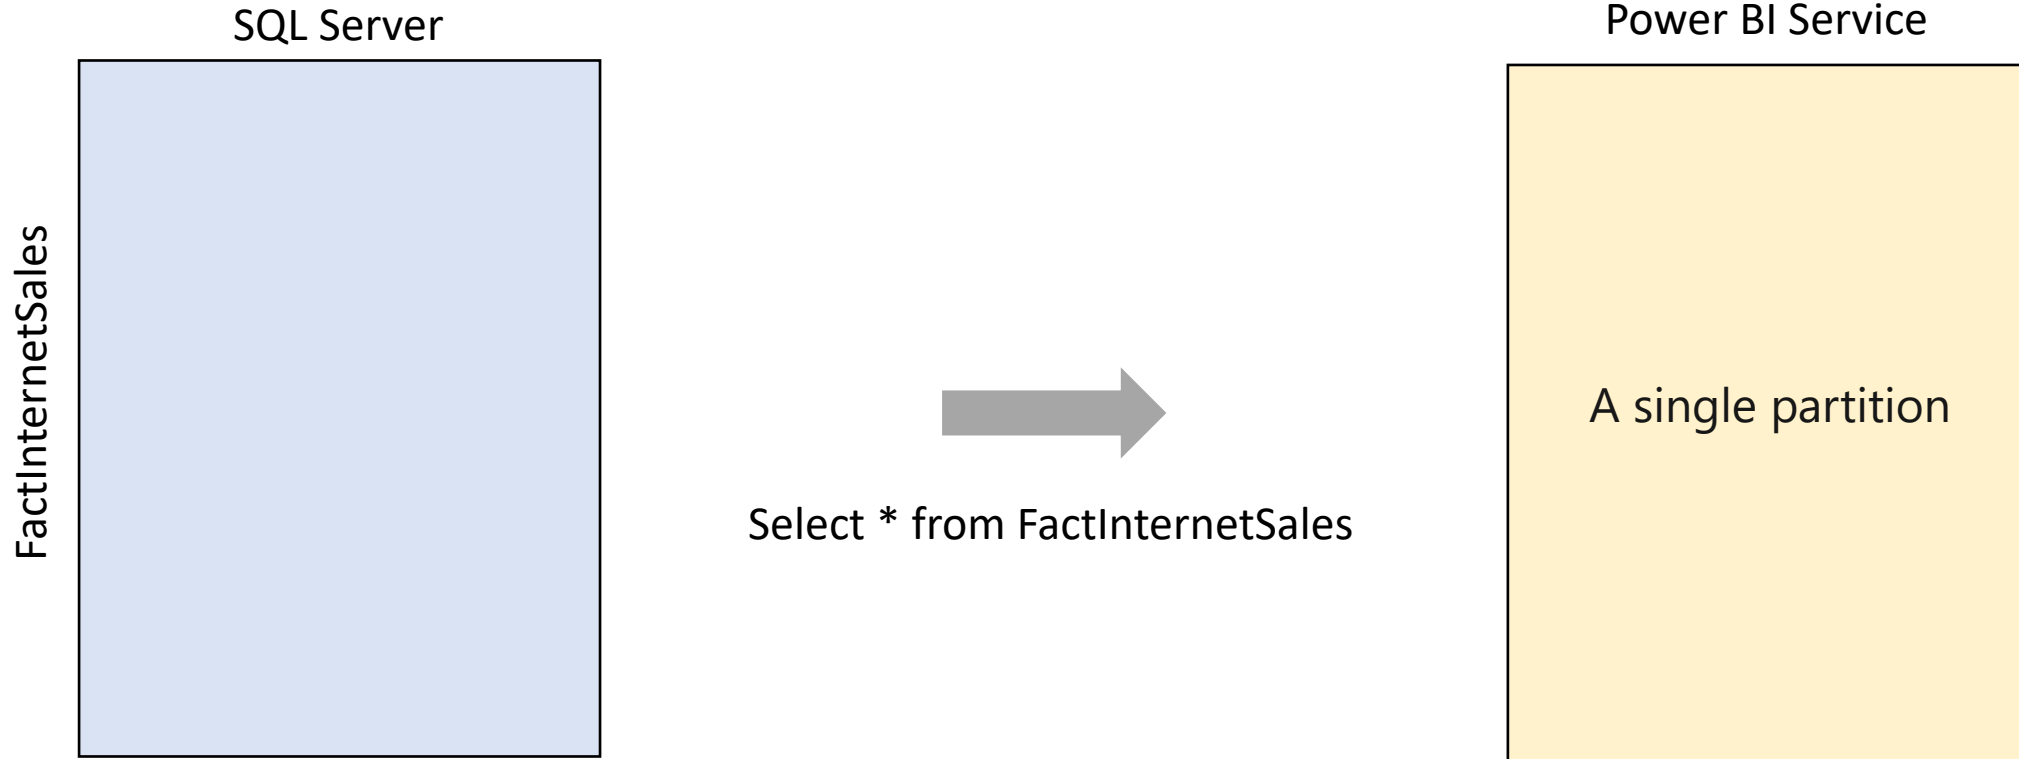 SQL Server
Power BI Service
FactInternetSales
A single partition
Select * from FactInternetSales